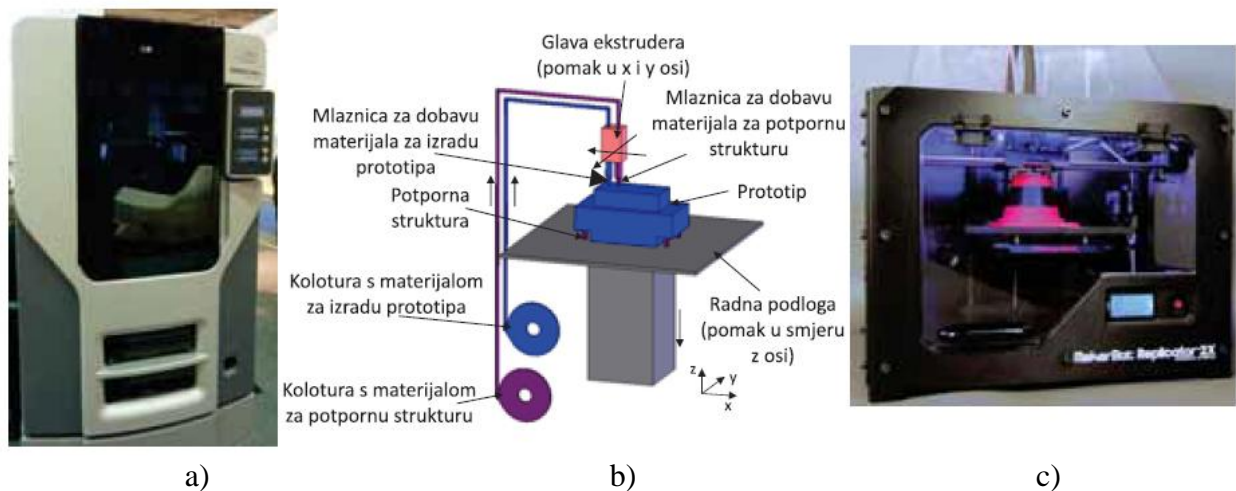 Glava ekstrudera
(pomak u x i y osi)
Mlaznica za dobavu
materijala za izradu
prototipa
Mlaznica za dobavu
materijala za potpornu
strukturu
Potporna
struktura
Prototip
Kolotura s materijalom
za izradu prototipa
Radna podloga
(pomak u smjeru
z osi)
Kolotura s materijalom
za potpornu strukturu
z
y
x
MakerBot Replicator 2X
a)
b)
c)